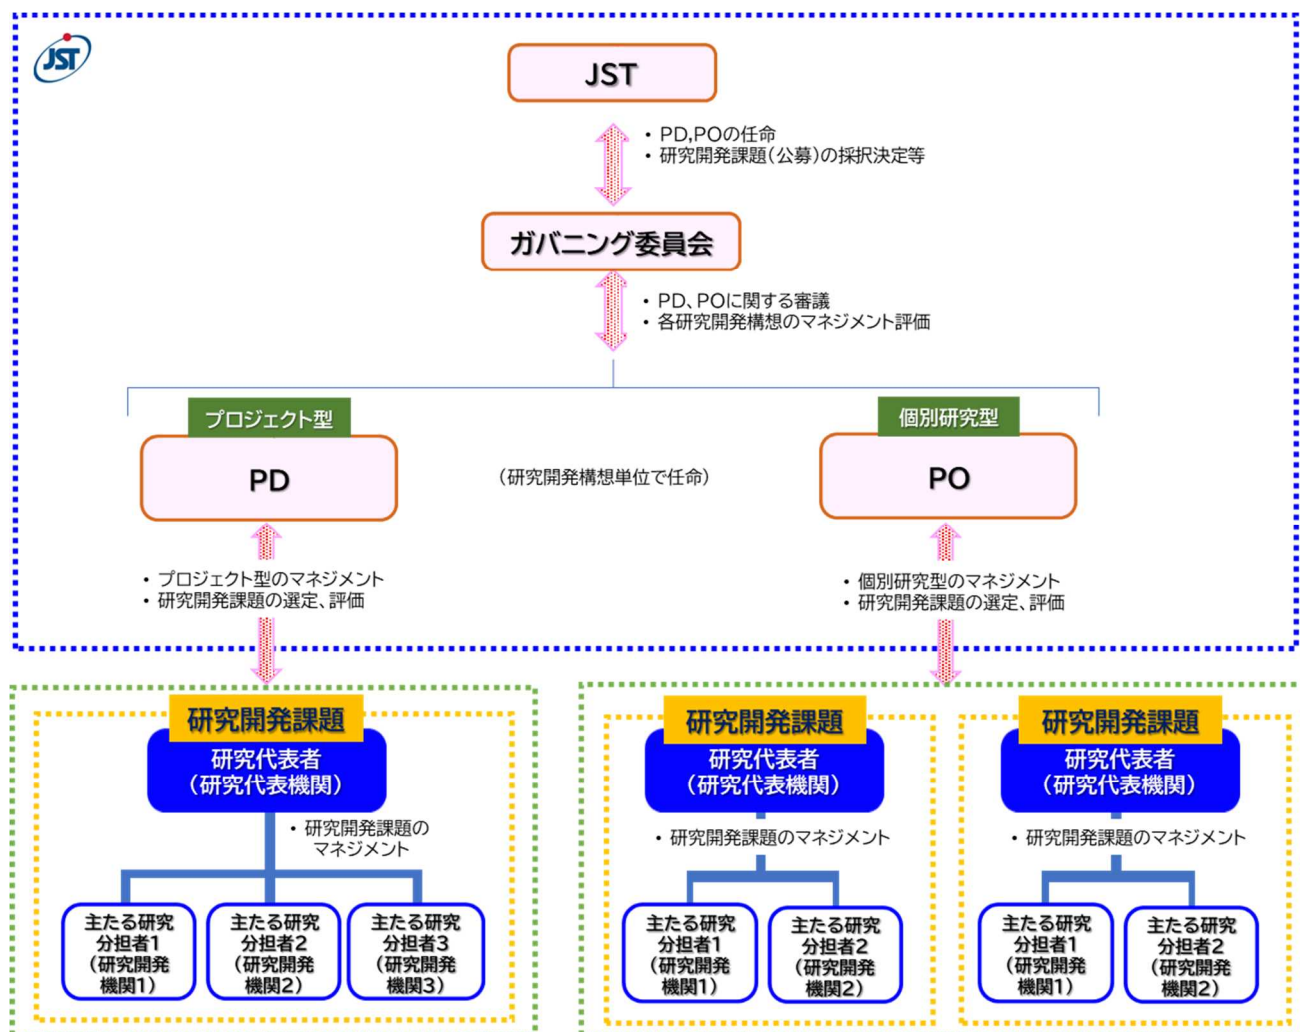 JST
JST
• PD,POの任命
• 研究開発課題(公募)の採択決定等
ガバニング委員会
• PD、POに関する審議
• 各研究開発構想のマネジメント評価
プロジェクト型
PD
(研究開発構想単位で任命)
個別研究型
PO
• プロジェクト型のマネジメント
• 研究開発課題の選定、評価
• 個別研究型のマネジメント
• 研究開発課題の選定、評価
研究開発課題
研究代表者
(研究代表機関)
• 研究開発課題の
マネジメント
主たる研究
分担者1
(研究開発
機関1)
主たる研究
分担者2
(研究開発
機関2)
主たる研究
分担者3
(研究開発
機関3)
研究開発課題
研究代表者
(研究代表機関)
• 研究開発課題のマネジメント
主たる研究
分担者1
(研究開発
機関1)
主たる研究
分担者2
(研究開発
機関2)
研究開発課題
研究代表者
(研究代表機関)
• 研究開発課題のマネジメント
主たる研究
分担者1
(研究開発
機関1)
主たる研究
分担者2
(研究開発
機関2)